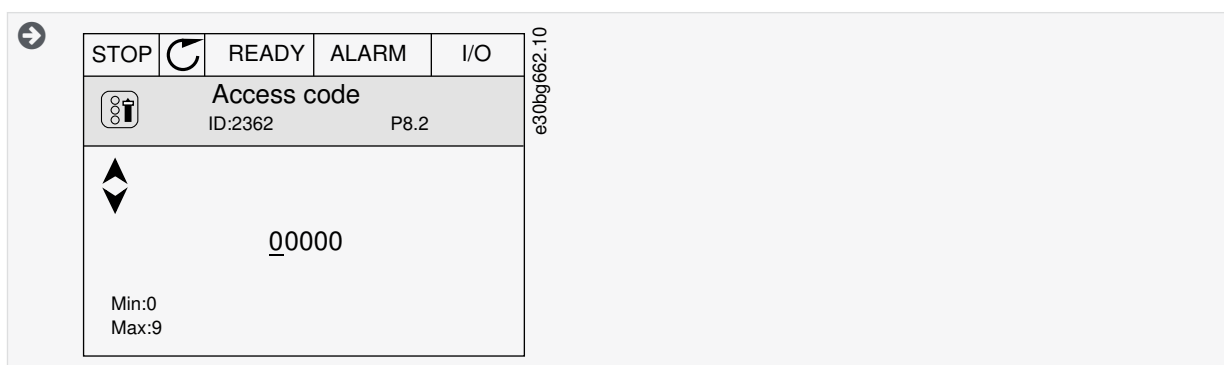 STOP READY ALARM I/O
Access code
ID:2362 P8.2
00000
Min:0
Max:9
e30bg662.10